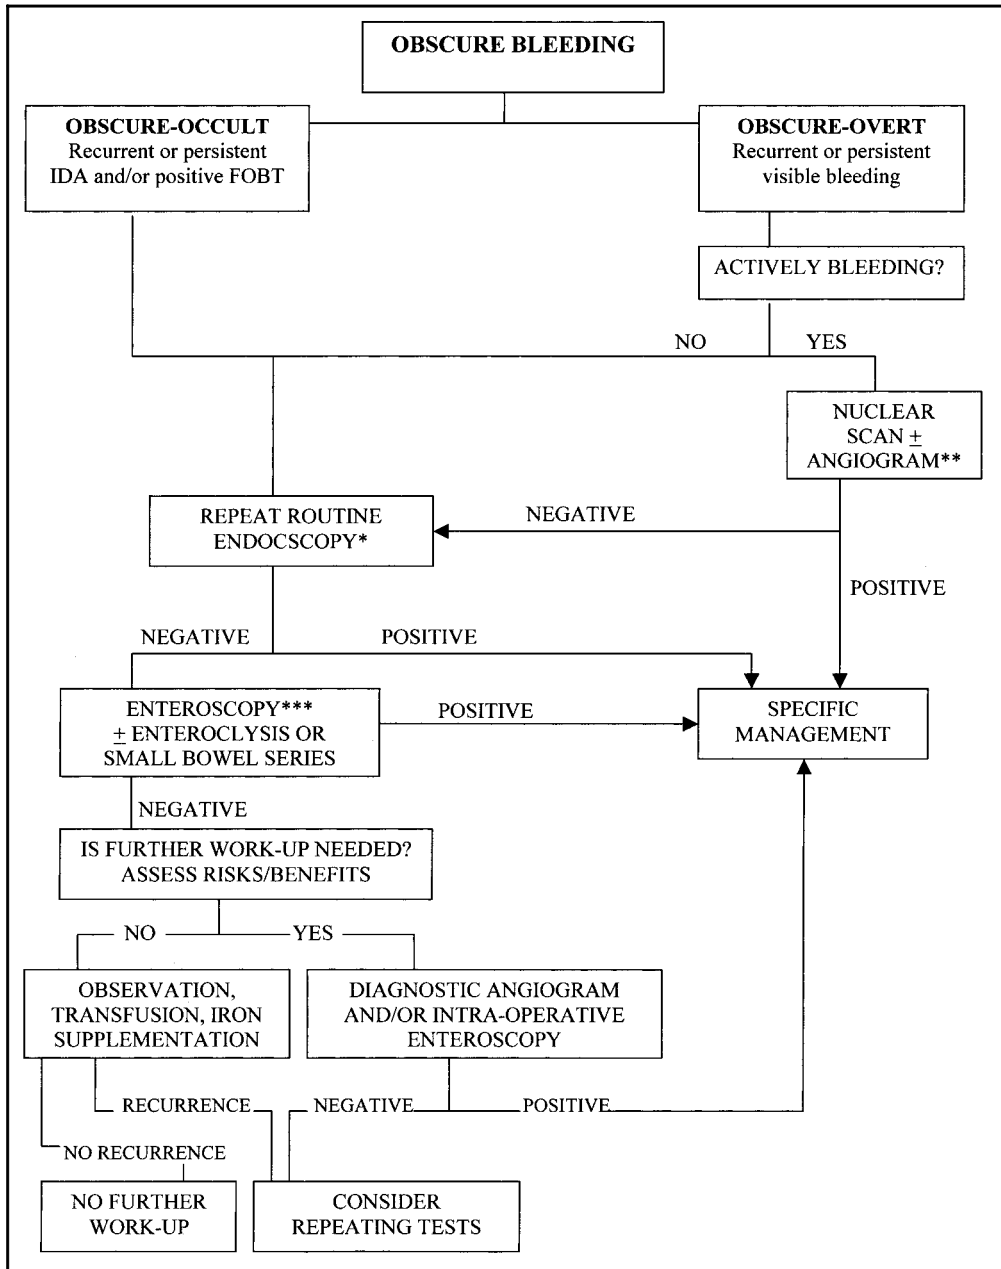 OBSCURE BLEEDING
OBSCURE-OCCULT
Recurrent or persistent
IDA and/or positive FOBT
OBSCURE-OVERT
Recurrent or persistent
visible bleeding
ACTIVELY BLEEDING?
NO
YES
NUCLEAR
SCAN ±
ANGIOGRAM**
REPEAT ROUTINE
ENDOCSCOPY*
NEGATIVE
POSITIVE
NEGATIVE
POSITIVE
ENTEROSCOPY***
± ENTEROCLYSIS OR
SMALL BOWEL SERIES
POSITIVE
SPECIFIC
MANAGEMENT
NEGATIVE
IS FURTHER WORK-UP NEEDED?
ASSESS RISKS/BENEFITS
NO
YES
OBSERVATION,
TRANSFUSION, IRON
SUPPLEMENTATION
DIAGNOSTIC ANGIOGRAM
AND/OR INTRA-OPERATIVE
ENTEROSCOPY
RECURRENCE
NEGATIVE
POSITIVE
NO RECURRENCE
NO FURTHER
WORK-UP
CONSIDER
REPEATING TESTS